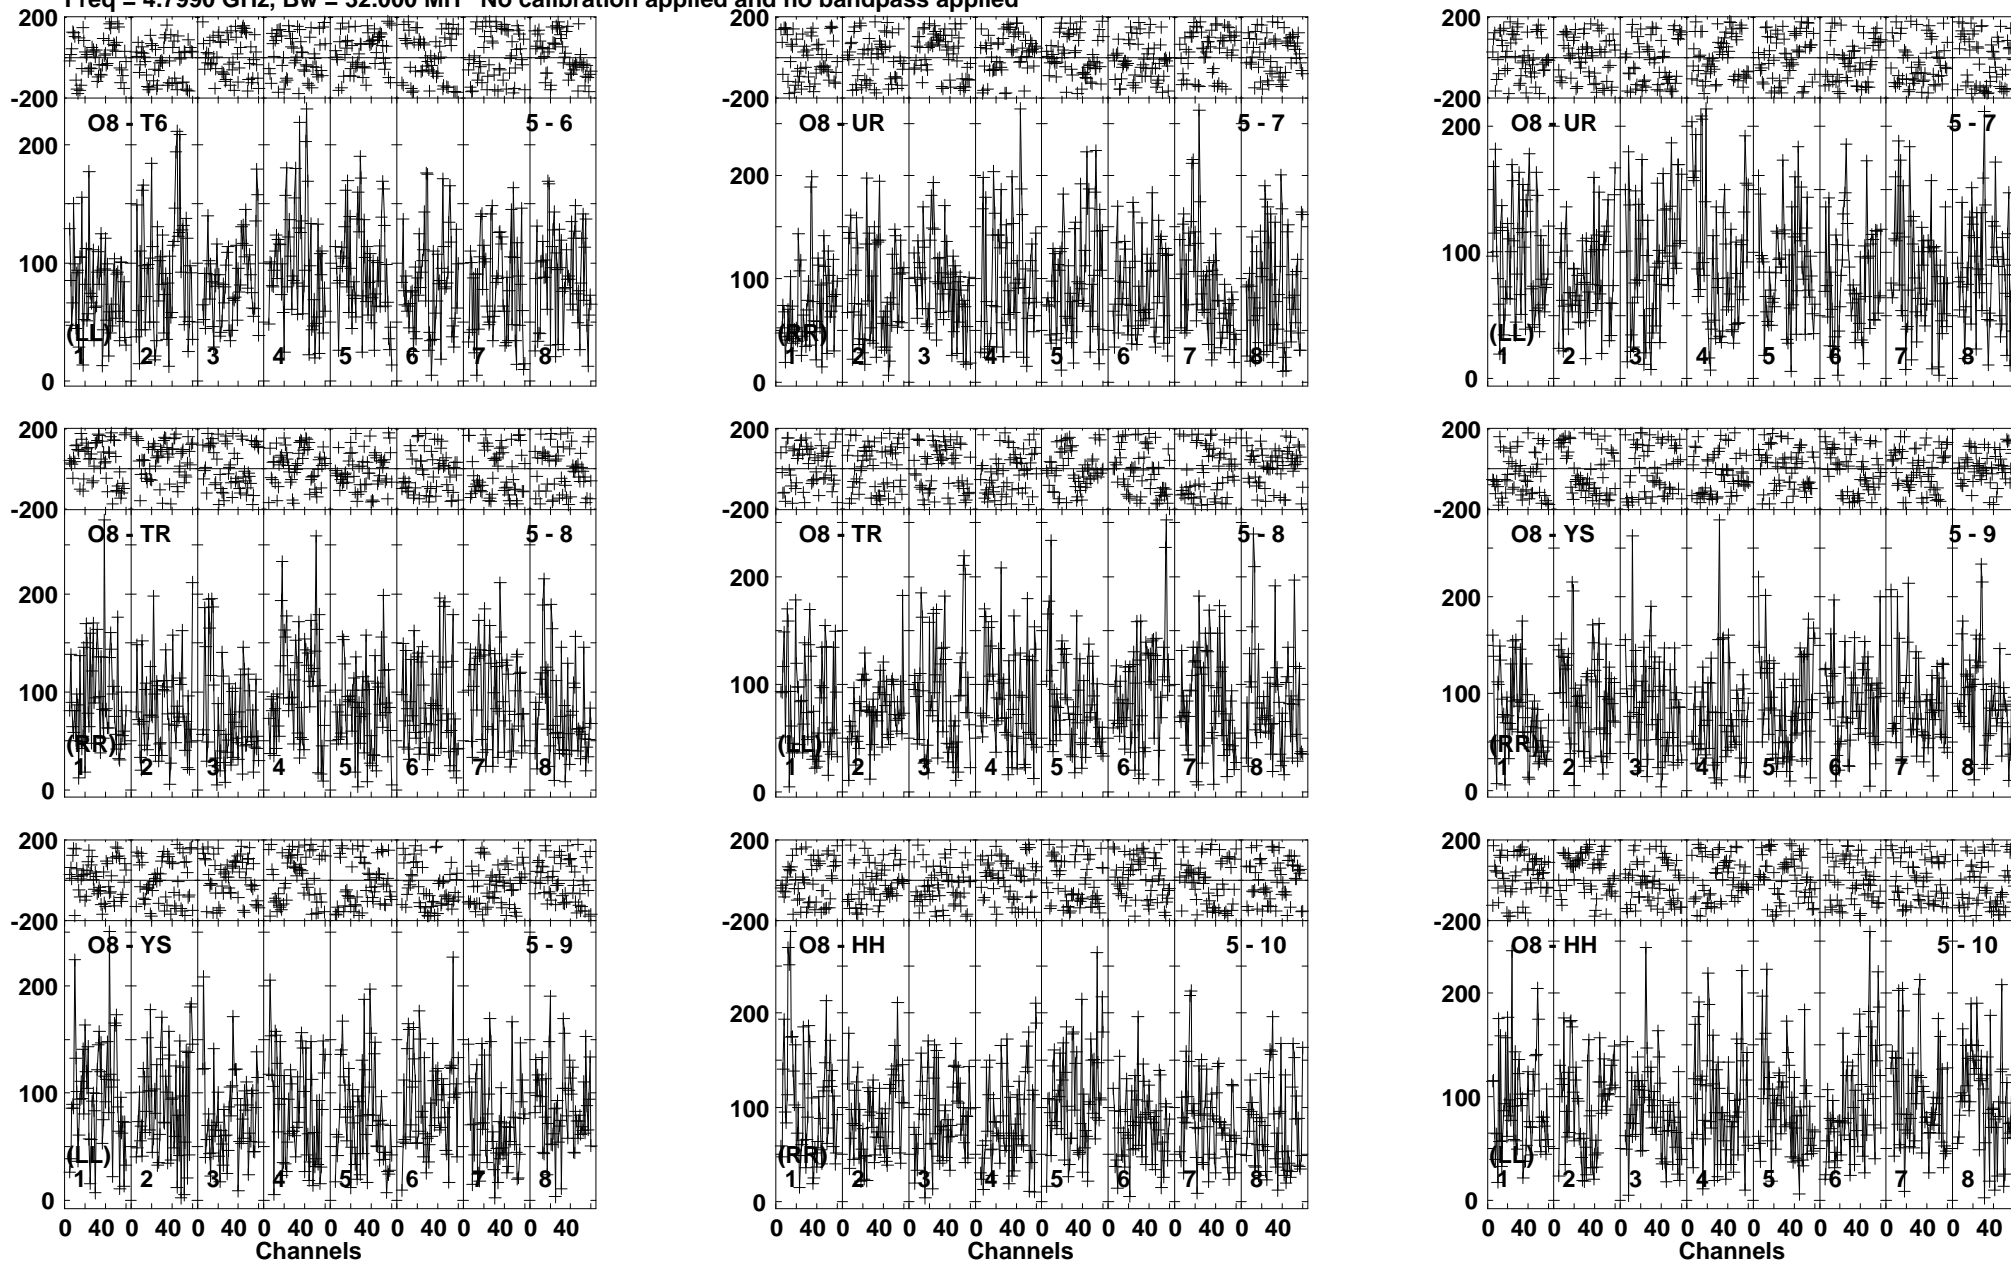 Freq = 4.7990 GHz, Bw = 32.000 MH No calibration applied and no bandpass applied
200 200 200
-200 -200 -200
O8 - T6 5 - 6 O8 - UR 5 - 7 O8 - UR 5 - 7
200 200 200
100 100 100
(LL) (RR) (LL)
1 2 3 4 5 6 7 8 1 2 3 4 5 6 7 8 1 2 3 4 5 6 7 8
0 0 0
200 200 200
-200 -200 -200
O8 - TR 5 - 8 O8 - TR 5 - 8 O8 - YS 5 - 9
200 200 200
100 100 100
(RR) (LL) (RR)
1 2 3 4 5 6 7 8 1 2 3 4 5 6 7 8 1 2 3 4 5 6 7 8
0 0 0
200 200 200
-200 -200 -200
O8 - YS 5 - 9 O8 - HH 5 - 10 O8 - HH 5 - 10
200 200 200
100 100 100
(LL) (RR) (LL)
1 2 3 4 5 6 7 8 1 2 3 4 5 6 7 8 1 2 3 4 5 6 7 8
0 0 0
0 40 0 40 0 40 0 40 0 40 0 40 0 40 0 40 0 40 0 40 0 40 0 40 0 40 0 40 0 40 0 40 0 40 0 40 0 40 0 40 0 40 0 40 0 40 0 40
Channels Channels Channels